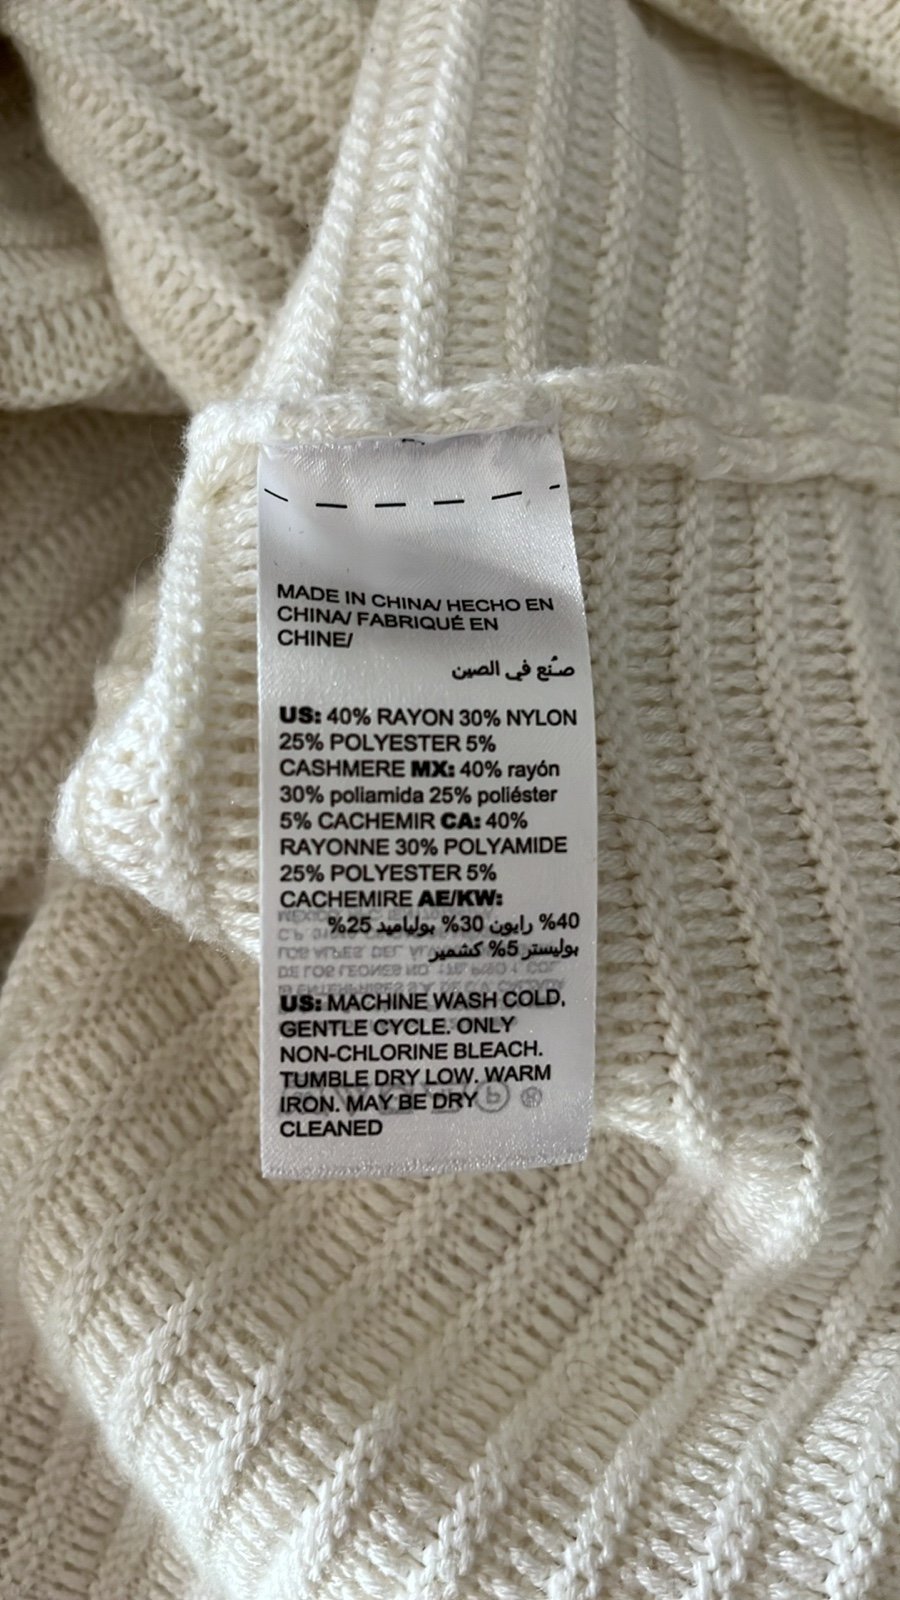 MADE IN CHINA/ HECHO EN
CHINA/ FABRIQUÉ EN
CHINE/
صُنع في الصين
US: 40% RAYON 30% NYLON
25% POLYESTER 5%
CASHMERE MX: 40% rayón
30% poliamida 25% poliéster
5% CACHEMIR CA: 40%
RAYONNE 30% POLYAMIDE
25% POLYESTER 5%
CACHEMIRE AE/KW:
40% رايون 30% بولياميد 25%
بوليستر 5% كشمير
US: MACHINE WASH COLD,
GENTLE CYCLE. ONLY
NON-CHLORINE BLEACH.
TUMBLE DRY LOW. WARM
IRON. MAY BE DRY
CLEANED